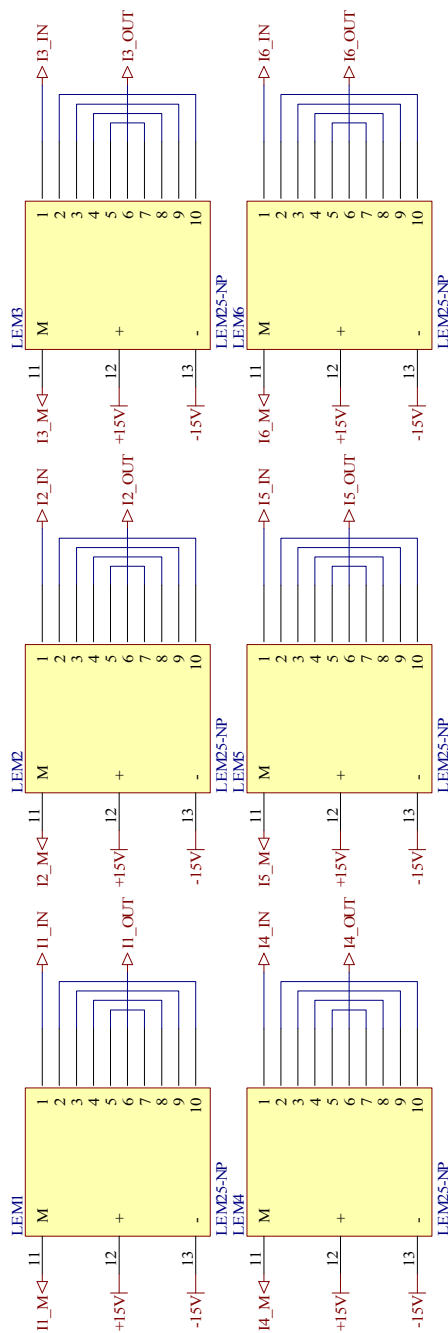 LEM1
I1_M 11 M 1 I1_IN
2
3
4
5
+15V 12 +
6 I1_OUT
7
8
9
-15V 13 - 10
LEM25-NP
LEM2
I2_M 11 M 1 I2_IN
2
3
4
5
+15V 12 +
6 I2_OUT
7
8
9
-15V 13 - 10
LEM25-NP
LEM3
I3_M 11 M 1 I3_IN
2
3
4
5
+15V 12 +
6 I3_OUT
7
8
9
-15V 13 - 10
LEM25-NP
LEM4
I4_M 11 M 1 I4_IN
2
3
4
5
+15V 12 +
6 I4_OUT
7
8
9
-15V 13 - 10
LEM25-NP
LEM5
I5_M 11 M 1 I5_IN
2
3
4
5
+15V 12 +
6 I5_OUT
7
8
9
-15V 13 - 10
LEM25-NP
LEM6
I6_M 11 M 1 I6_IN
2
3
4
5
+15V 12 +
6 I6_OUT
7
8
9
-15V 13 - 10
LEM25-NP